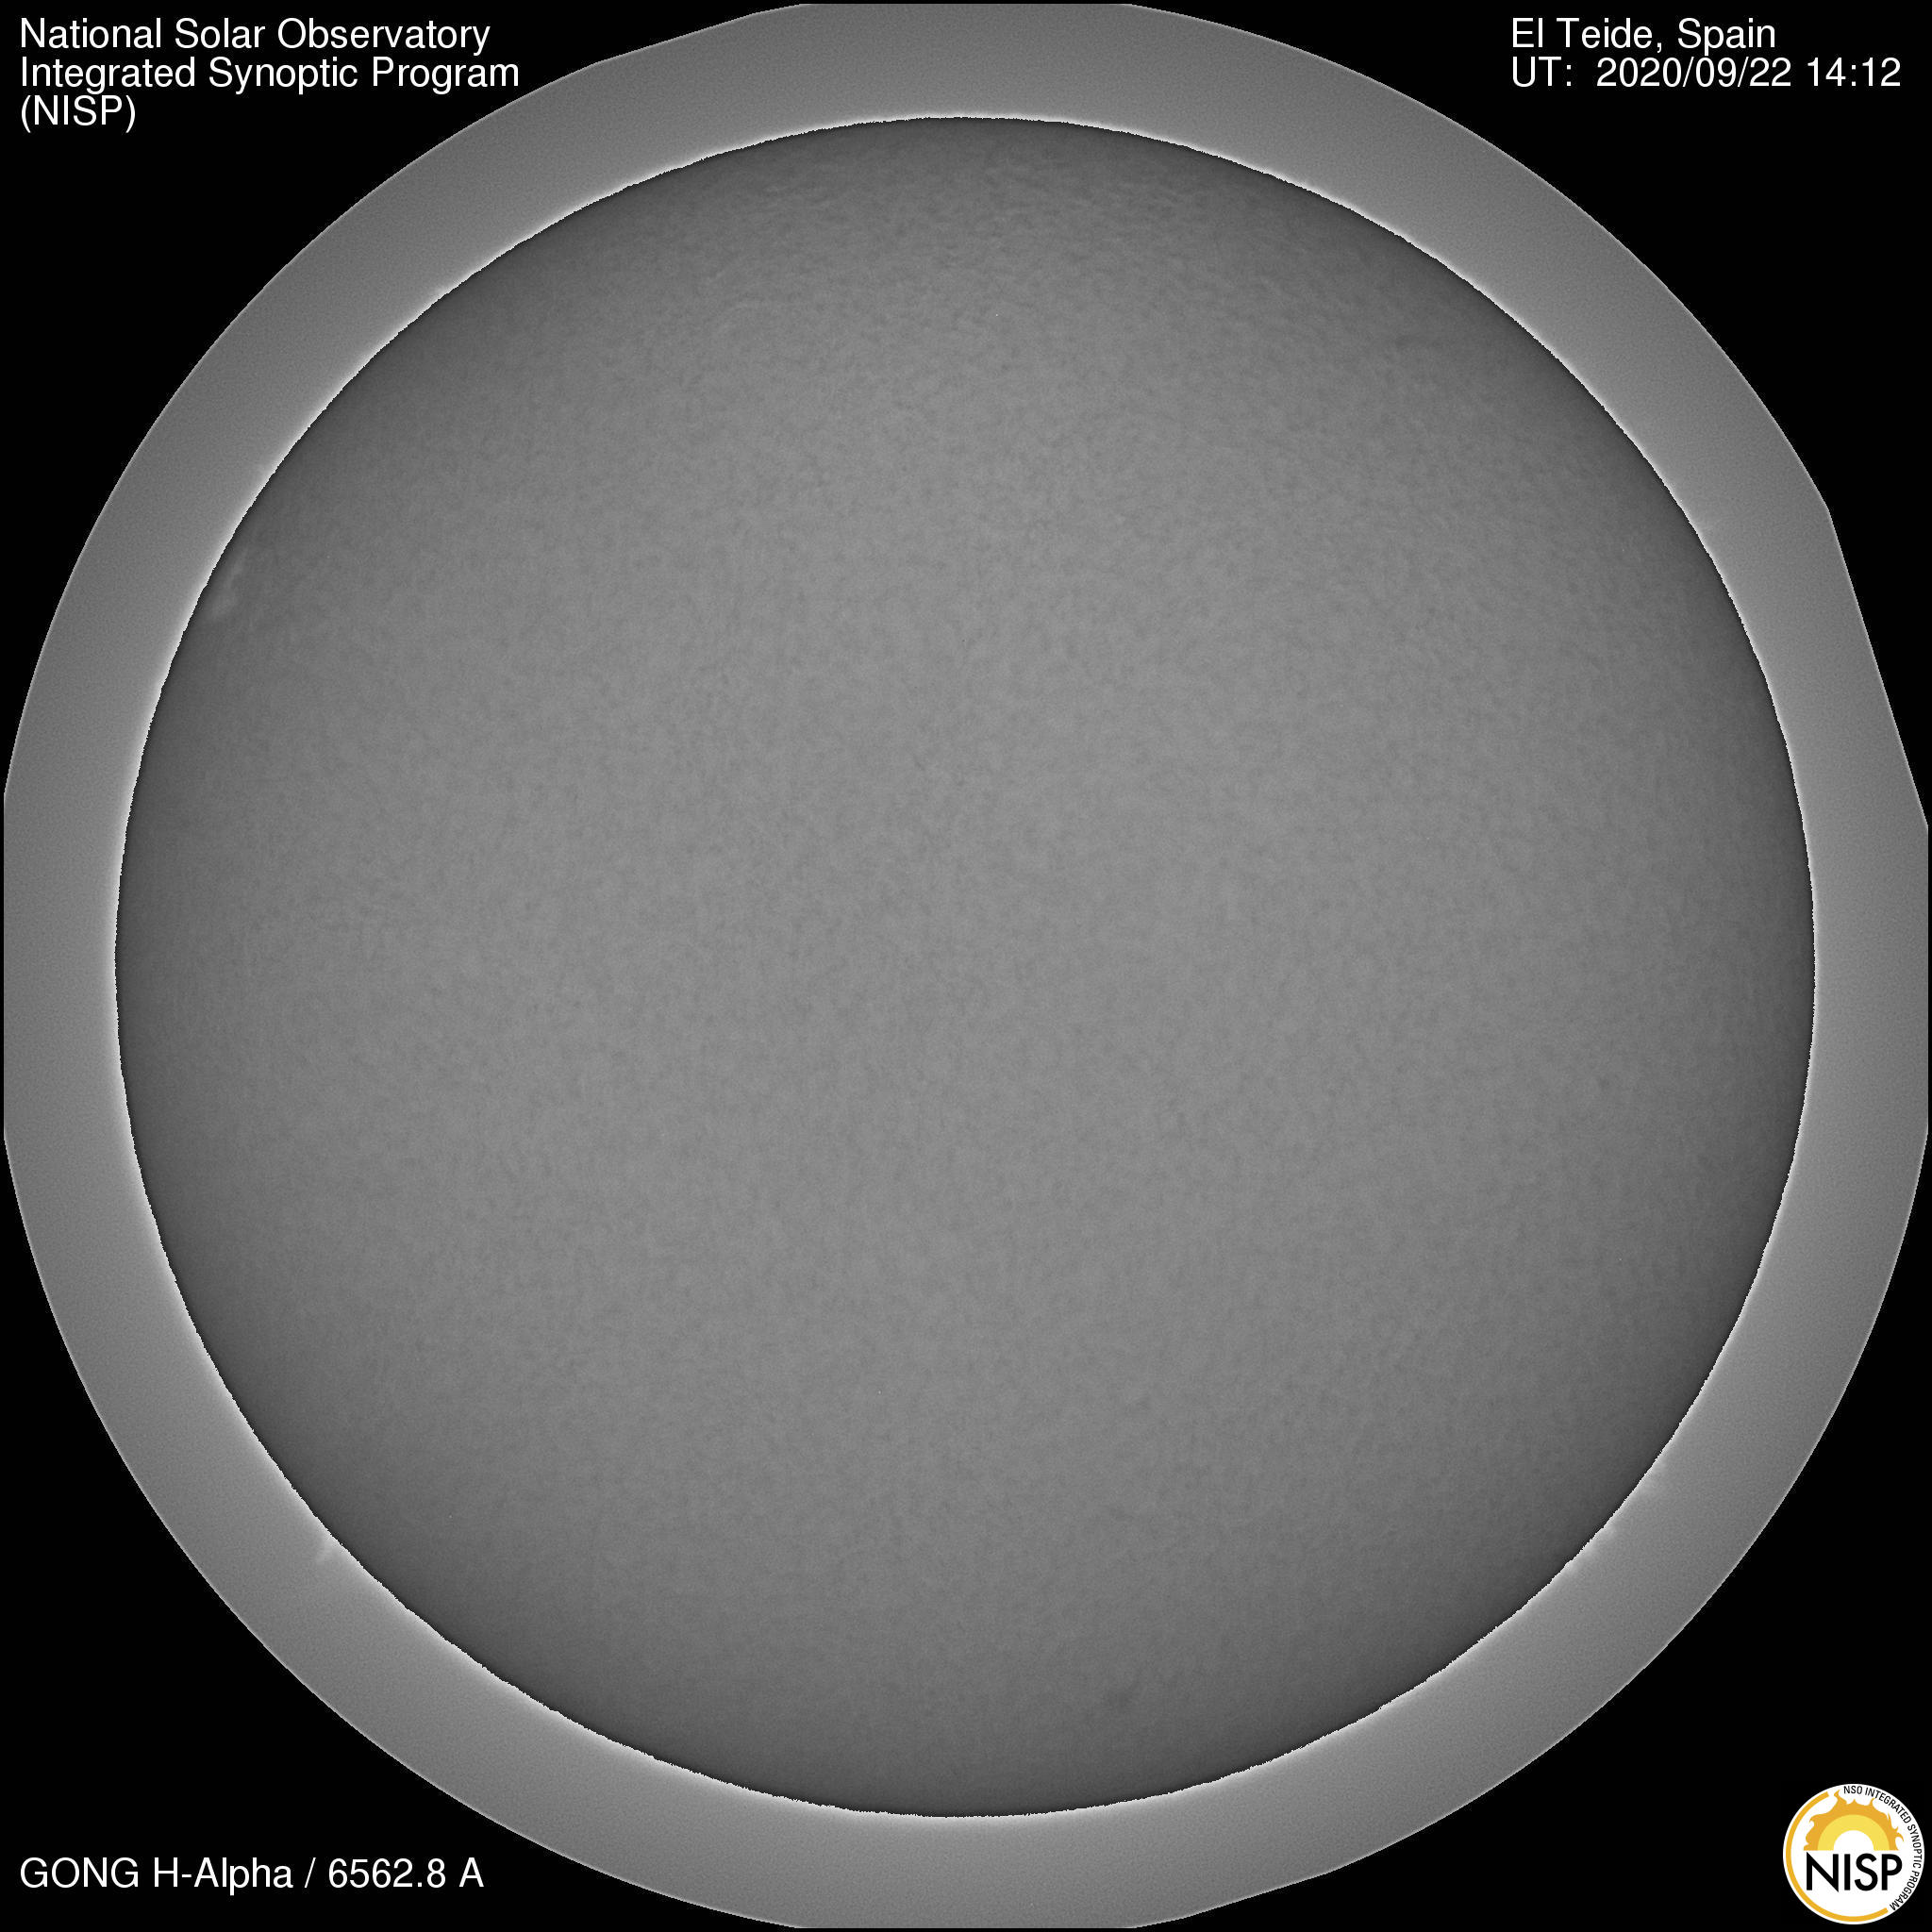 National Solar Observatory
Integrated Synoptic Program
(NISP)
El Teide, Spain
UT: 2020/09/22 14:12
GONG H-Alpha / 6562.8 A
NSO INTEGRATED SYNOPTIC PROGRAM
NISP